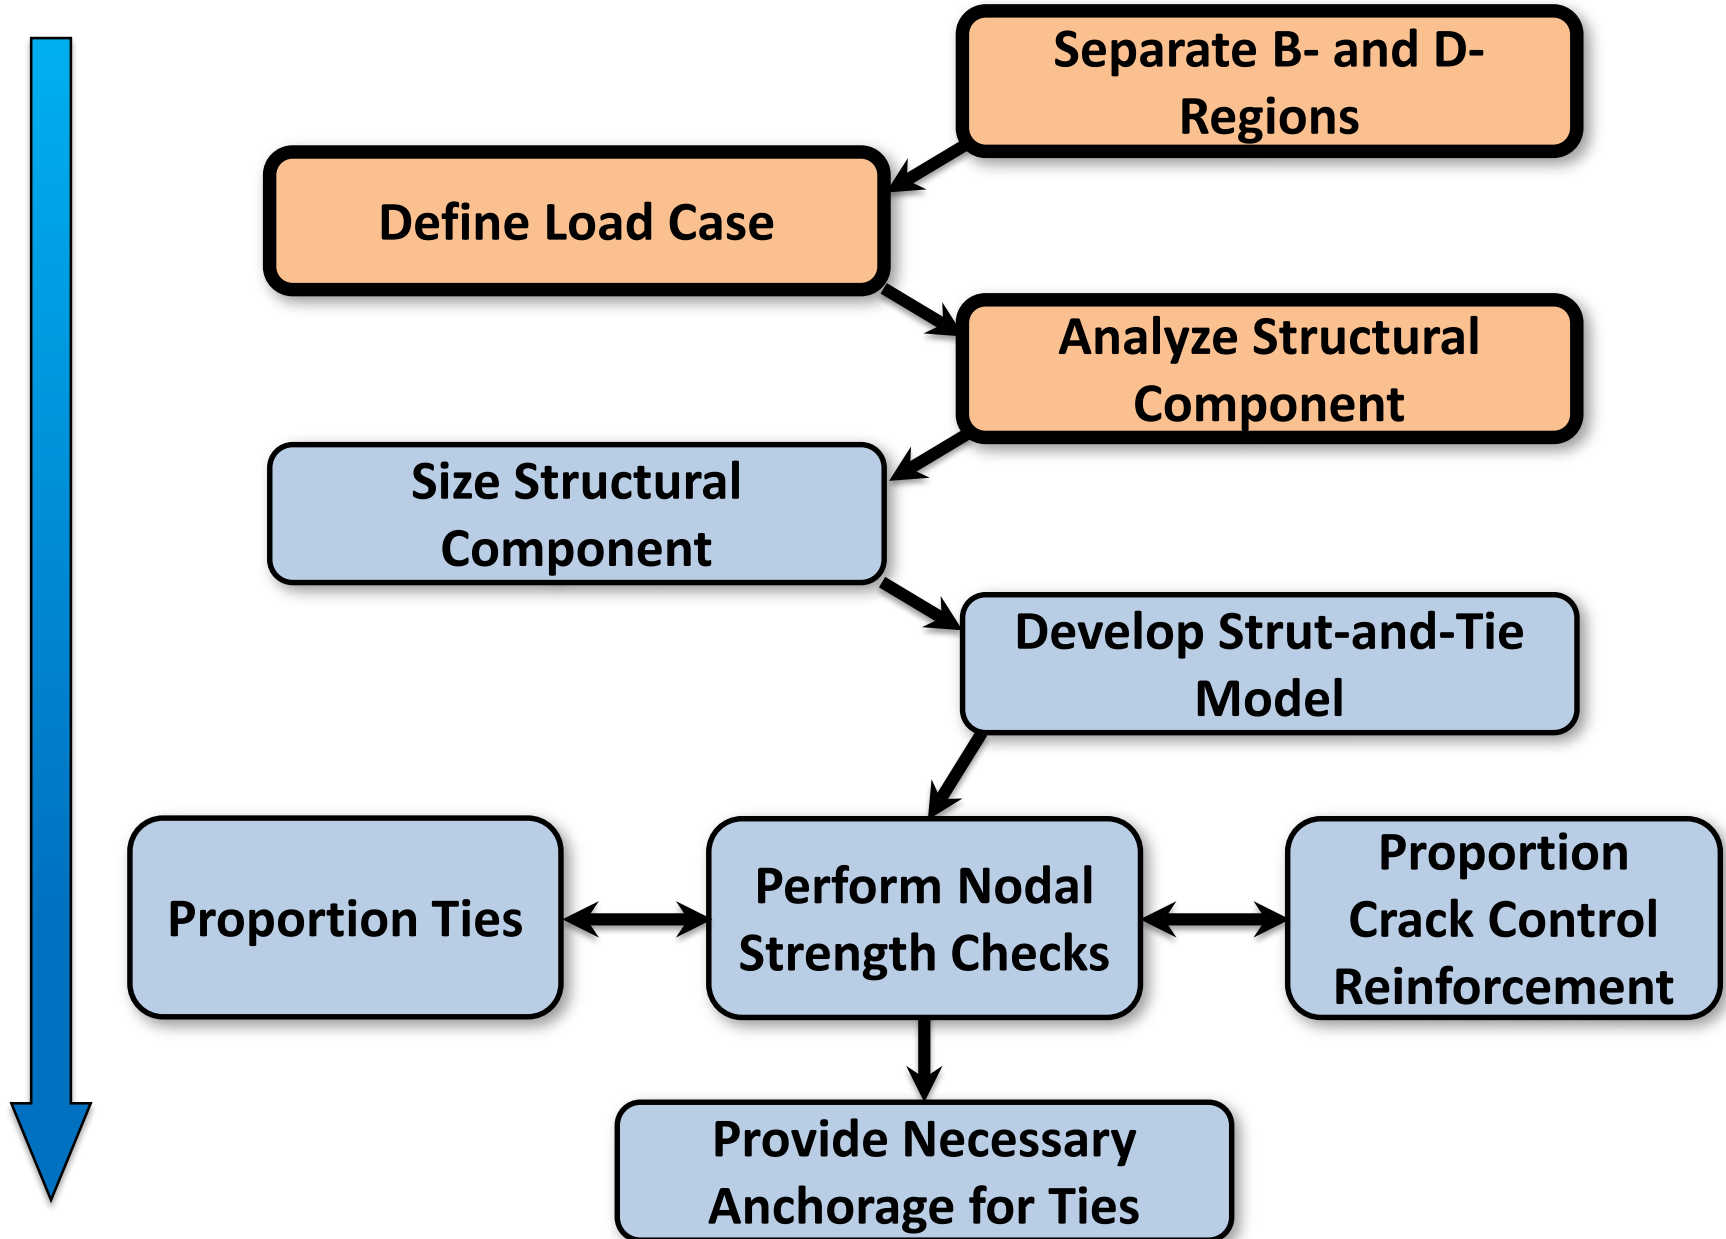 Separate B- and D-
Regions
Define Load Case
Analyze Structural
Component
Size Structural
Component
Develop Strut-and-Tie
Model
Proportion Ties
Perform Nodal
Strength Checks
Proportion
Crack Control
Reinforcement
Provide Necessary
Anchorage for Ties